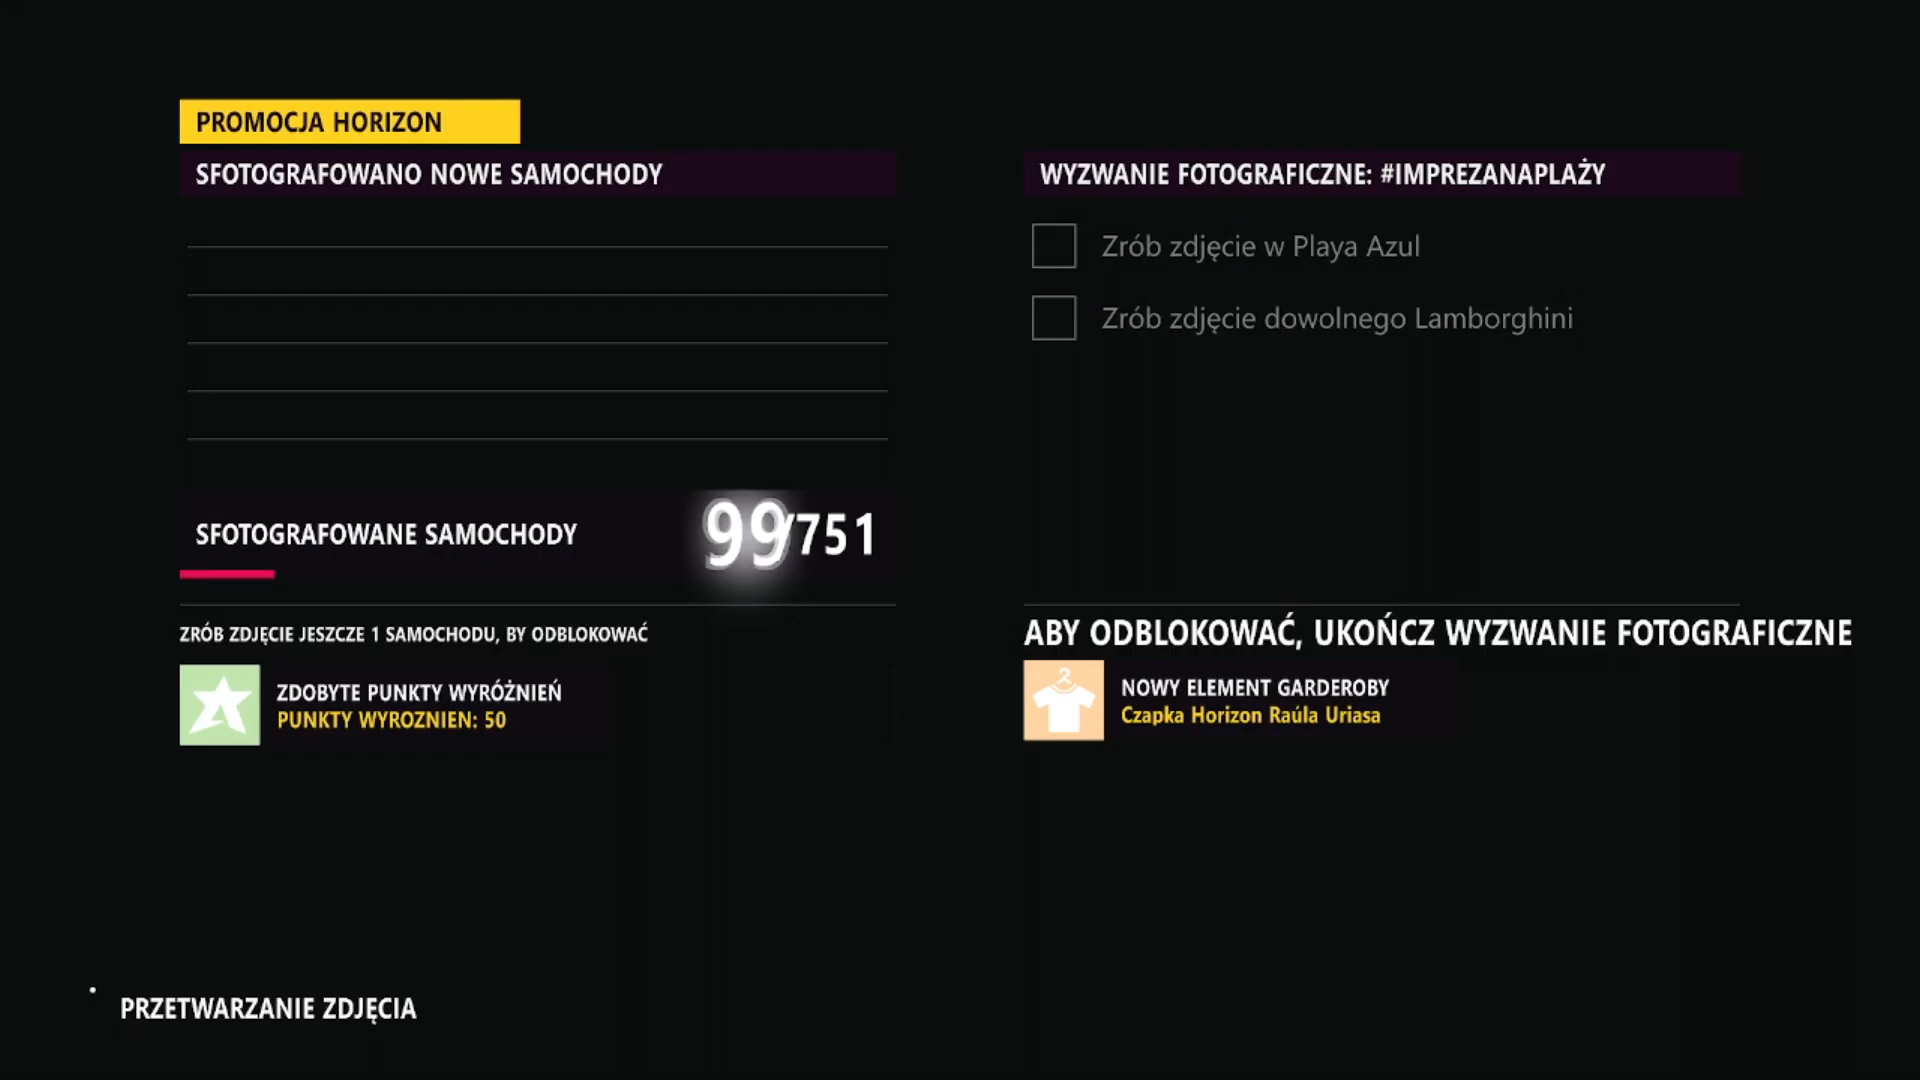 PROMOCJA HORIZON
SFOTOGRAFOWANO NOWE SAMOCHODY
SFOTOGRAFOWANE SAMOCHODY
99/751
ZRÓB ZDJĘCIE JESZCZE 1 SAMOCHODU, BY ODBLOKOWAĆ
ZDOBYTE PUNKTY WYRÓŻNIEŃ
PUNKTY WYROZNIEN: 50
WYZWANIE FOTOGRAFICZNE: #IMPREZANAPLAŻY
Zrób zdjęcie w Playa Azul
Zrób zdjęcie dowolnego Lamborghini
ABY ODBLOKOWAĆ, UKOŃCZ WYZWANIE FOTOGRAFICZNE
NOWY ELEMENT GARDEROBY
Czapka Horizon Raúla Uriasa
PRZETWARZANIE ZDJĘCIA